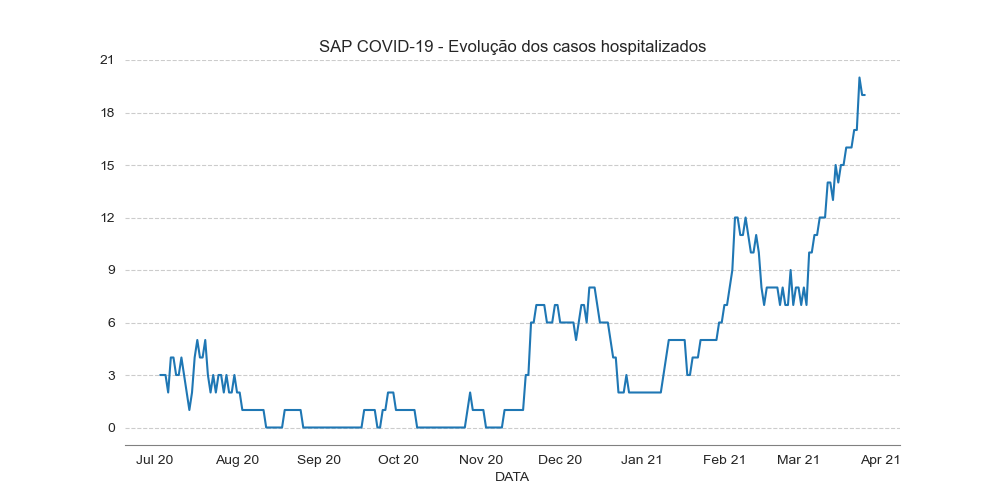 SAP COVID-19 - Evolução dos casos hospitalizados
21
18
15
12
9
6
3
0
Jul 20 Aug 20 Sep 20 Oct 20 Nov 20 Dec 20 Jan 21 Feb 21 Mar 21 Apr 21
DATA